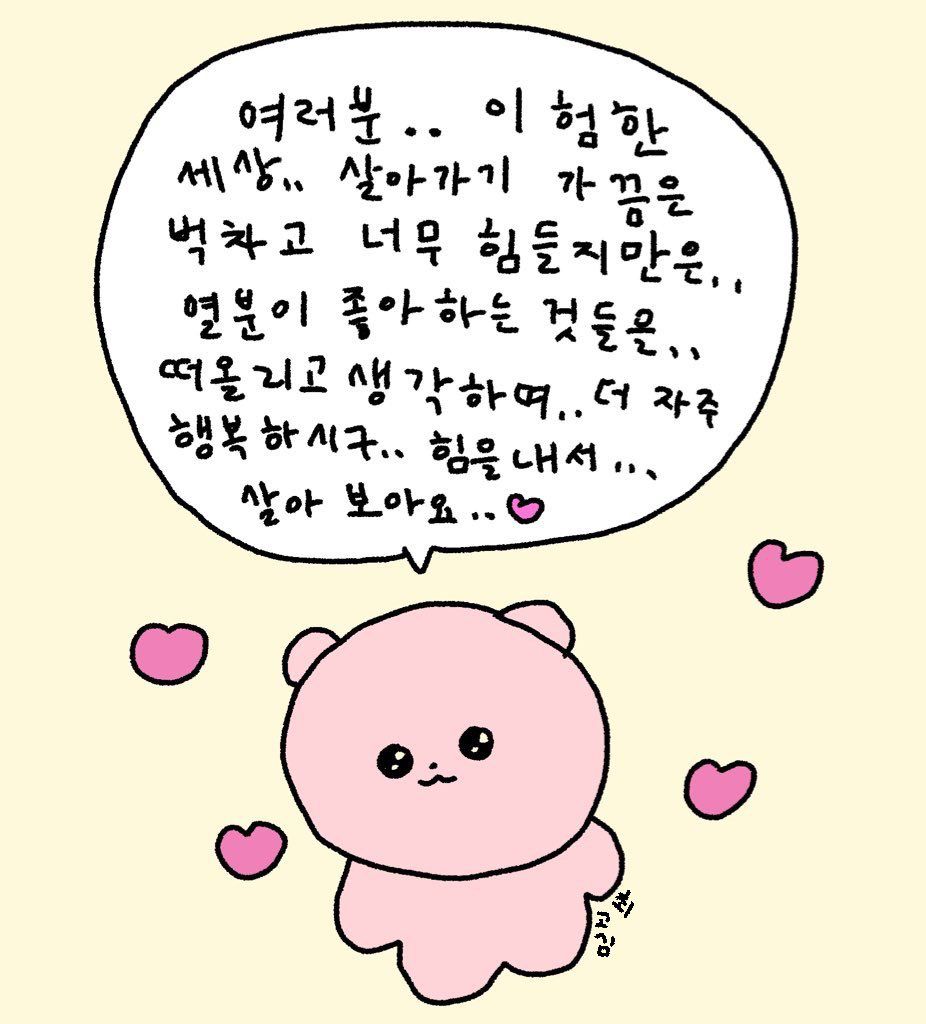 여러분.. 이 험한
세상.. 살아가기 가끔은
벅차고 너무 힘들지만은..
열분이 좋아하는 것들을..
떠올리고 생각하며.. 더 자주
행복하시구.. 힘을내서...
살아 보아요..